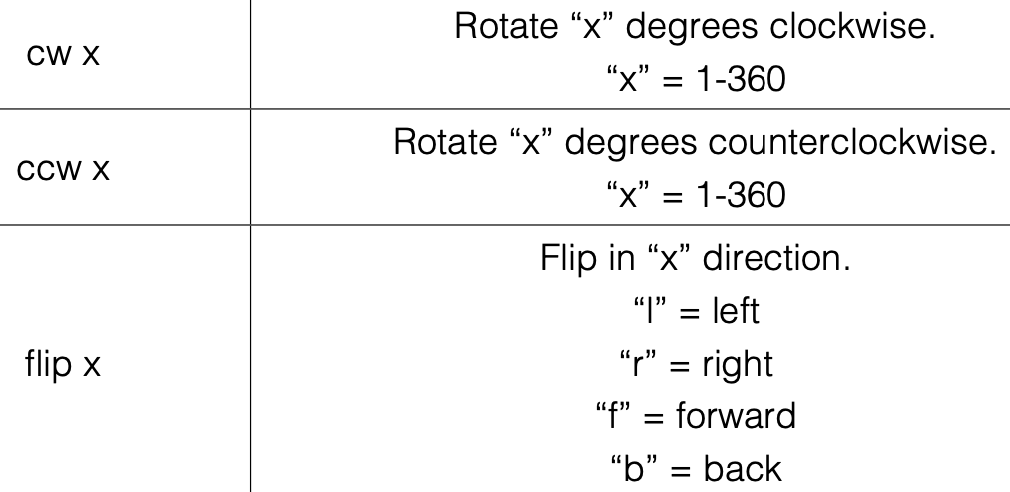 cw x
Rotate “x” degrees clockwise.
“x” = 1-360
ccw x
Rotate “x” degrees counterclockwise.
“x” = 1-360
flip x
Flip in “x” direction.
“l” = left
“r” = right
“f” = forward
“b” = back